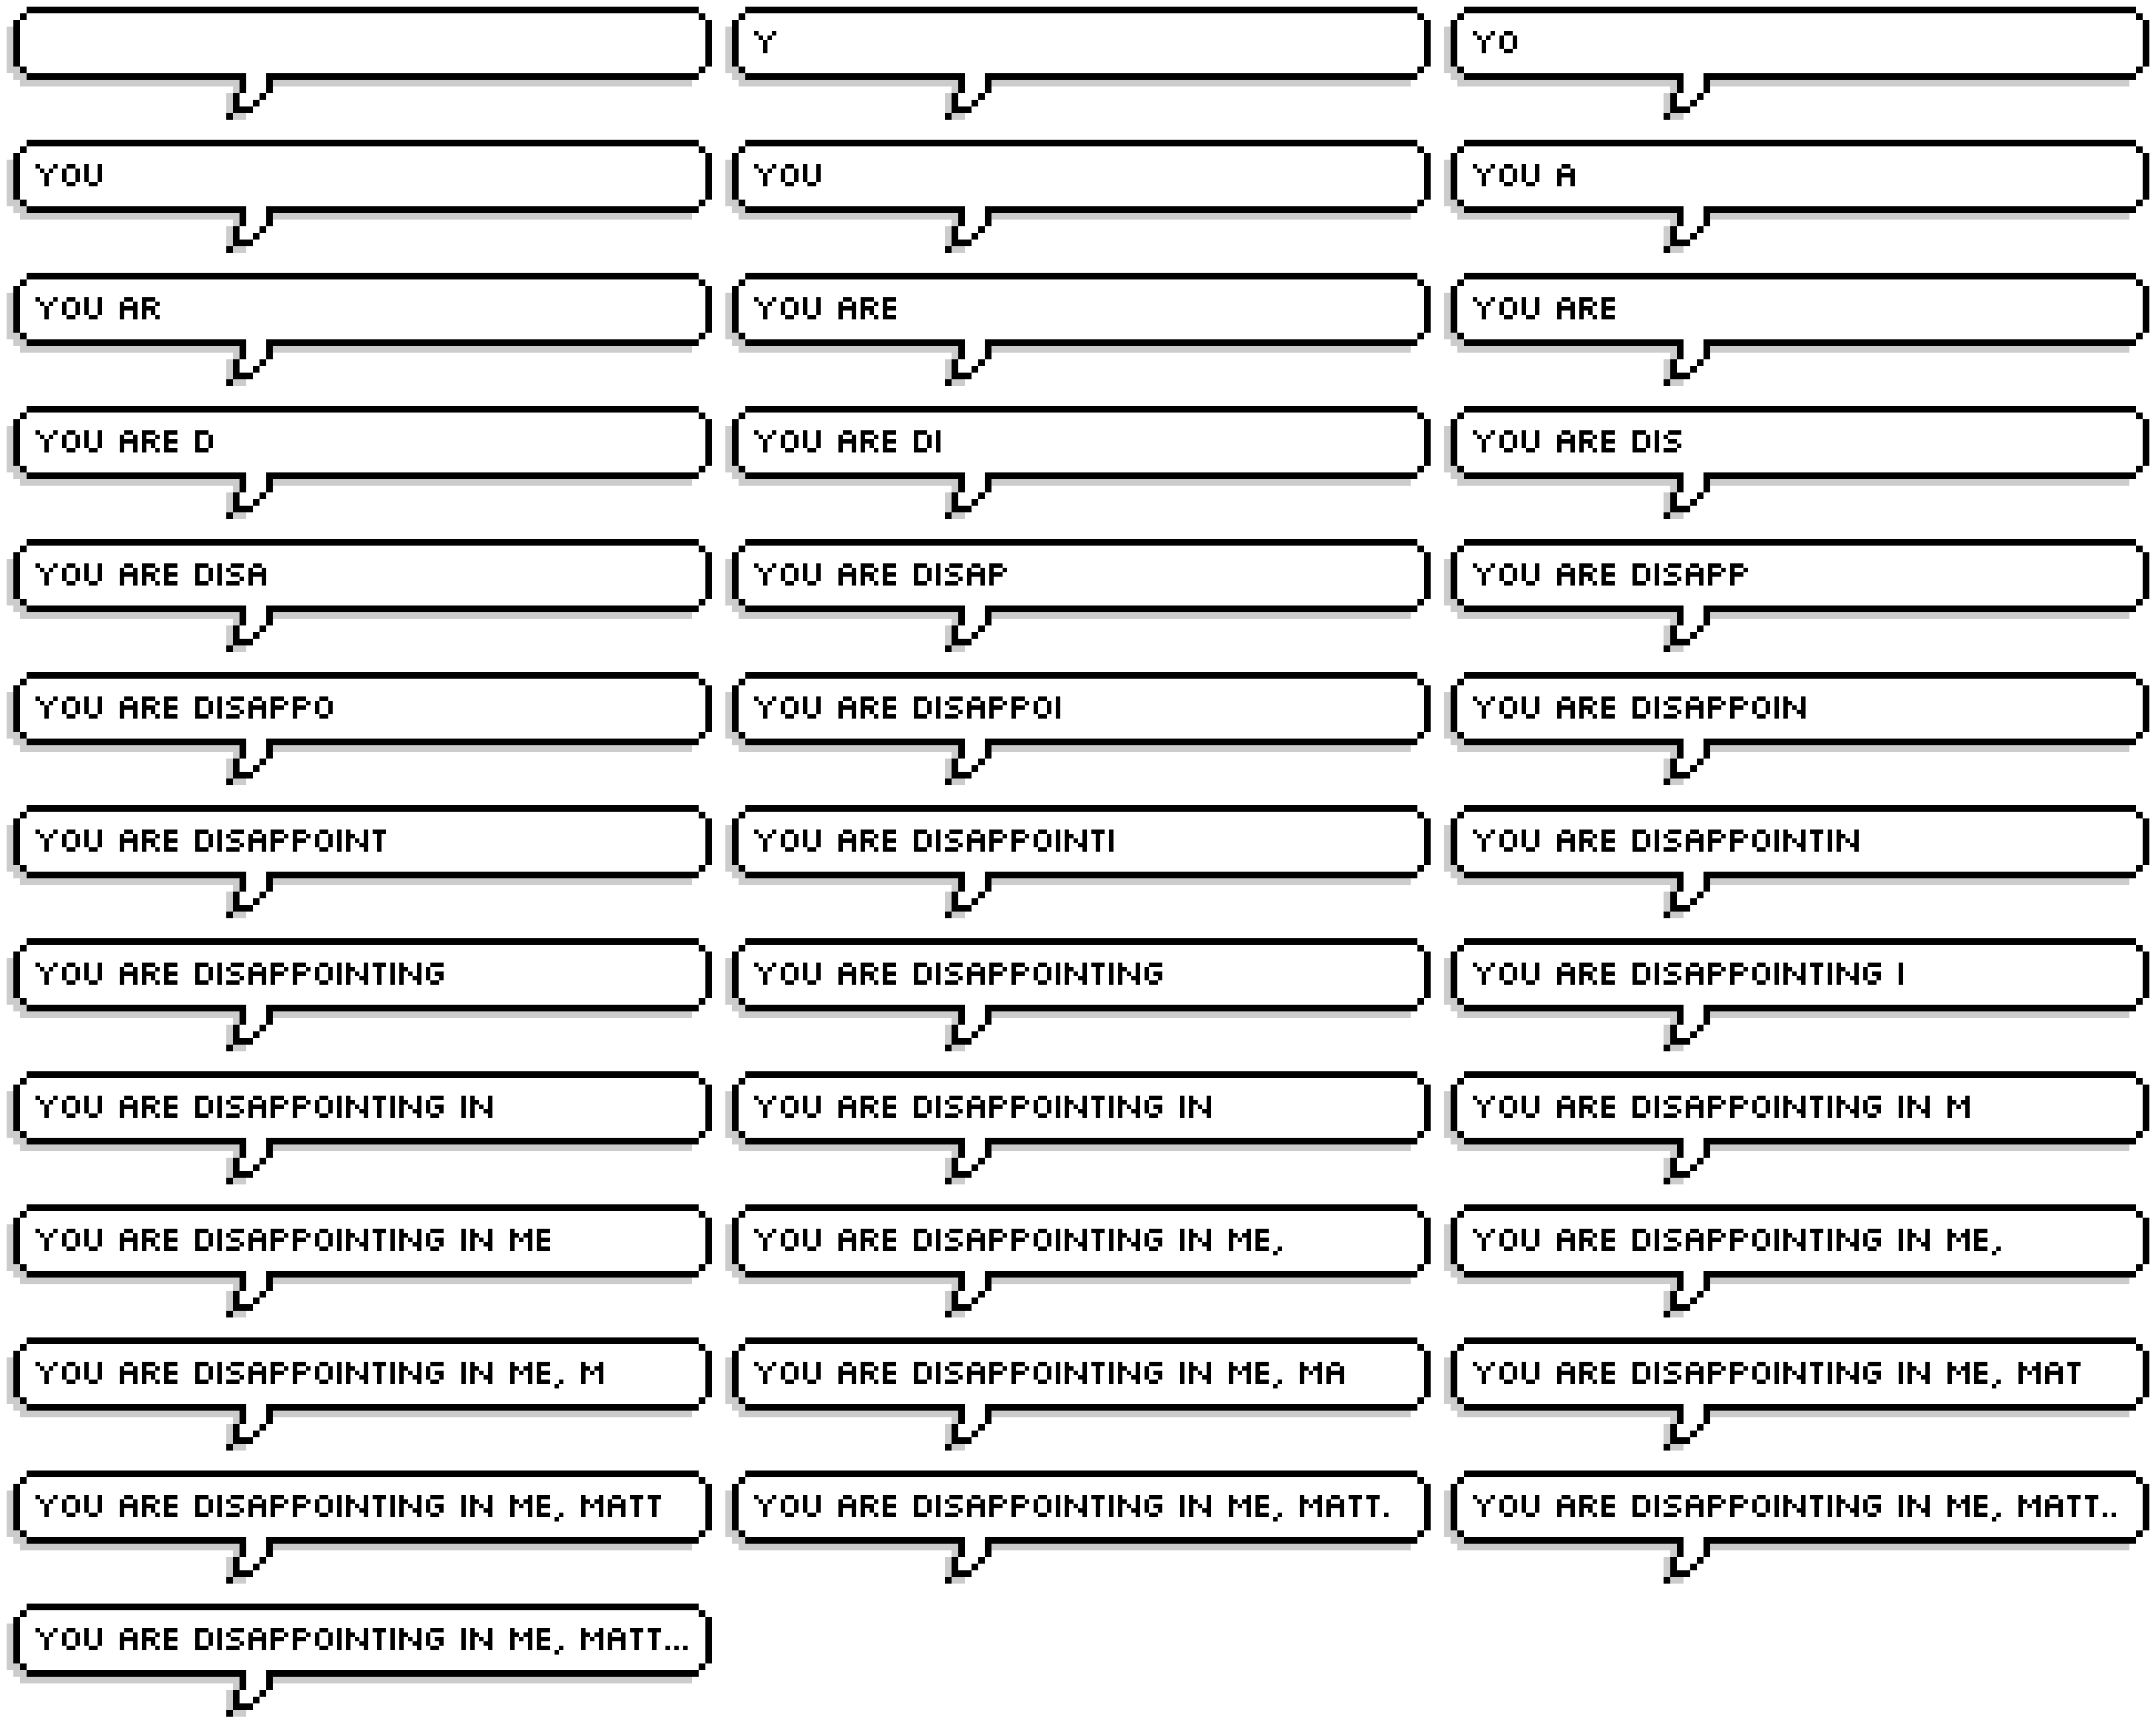 Y
YO
YOU
YOU
YOU A
YOU AR
YOU ARE
YOU ARE
YOU ARE D
YOU ARE DI
YOU ARE DIS
YOU ARE DISA
YOU ARE DISAP
YOU ARE DISAPP
YOU ARE DISAPPO
YOU ARE DISAPPOI
YOU ARE DISAPPOIN
YOU ARE DISAPPOINT
YOU ARE DISAPPOINTI
YOU ARE DISAPPOINTIN
YOU ARE DISAPPOINTING
YOU ARE DISAPPOINTING
YOU ARE DISAPPOINTING I
YOU ARE DISAPPOINTING IN
YOU ARE DISAPPOINTING IN
YOU ARE DISAPPOINTING IN M
YOU ARE DISAPPOINTING IN ME
YOU ARE DISAPPOINTING IN ME,
YOU ARE DISAPPOINTING IN ME,
YOU ARE DISAPPOINTING IN ME, M
YOU ARE DISAPPOINTING IN ME, MA
YOU ARE DISAPPOINTING IN ME, MAT
YOU ARE DISAPPOINTING IN ME, MATT
YOU ARE DISAPPOINTING IN ME, MATT.
YOU ARE DISAPPOINTING IN ME, MATT..
YOU ARE DISAPPOINTING IN ME, MATT...